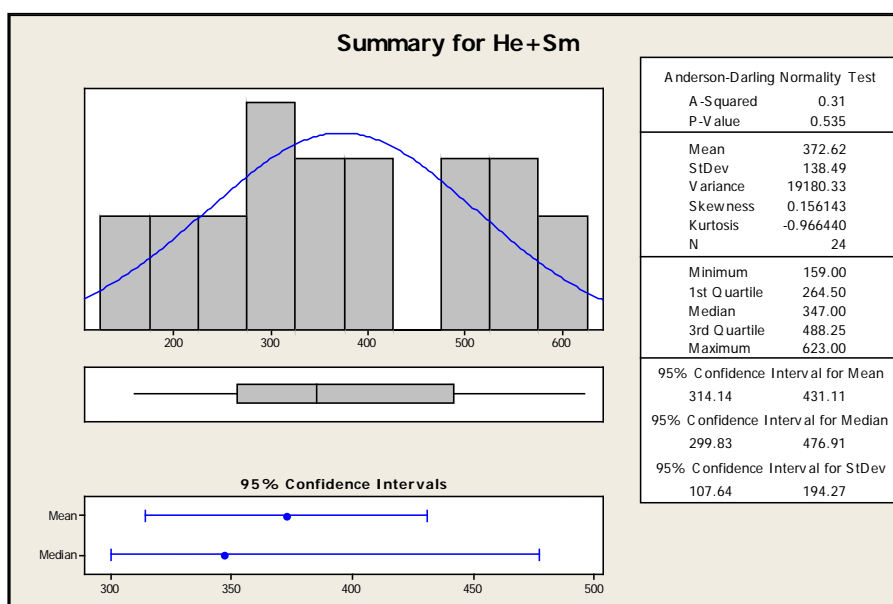 Summary for He+Sm
200 300 400 500 600
95% Confidence Intervals
Mean
Median
300 350 400 450 500
Anderson-Darling Normality Test
A-Squared 0.31
P-Value 0.535
Mean 372.62
StDev 138.49
Variance 19180.33
Skewness 0.156143
Kurtosis -0.966440
N 24
Minimum 159.00
1st Quartile 264.50
Median 347.00
3rd Quartile 488.25
Maximum 623.00
95% Confidence Interval for Mean
314.14 431.11
95% Confidence Interval for Median
299.83 476.91
95% Confidence Interval for StDev
107.64 194.27